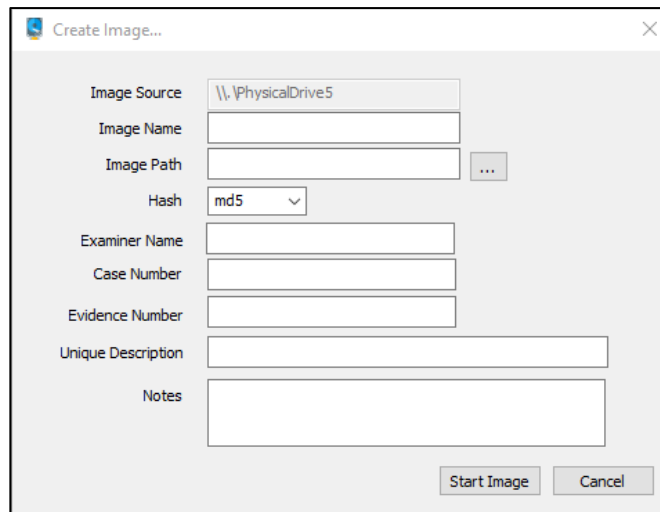 Create Image...
Image Source \\.\PhysicalDrive5
Image Name
Image Path ...
Hash md5
Examiner Name
Case Number
Evidence Number
Unique Description
Notes
Start Image Cancel